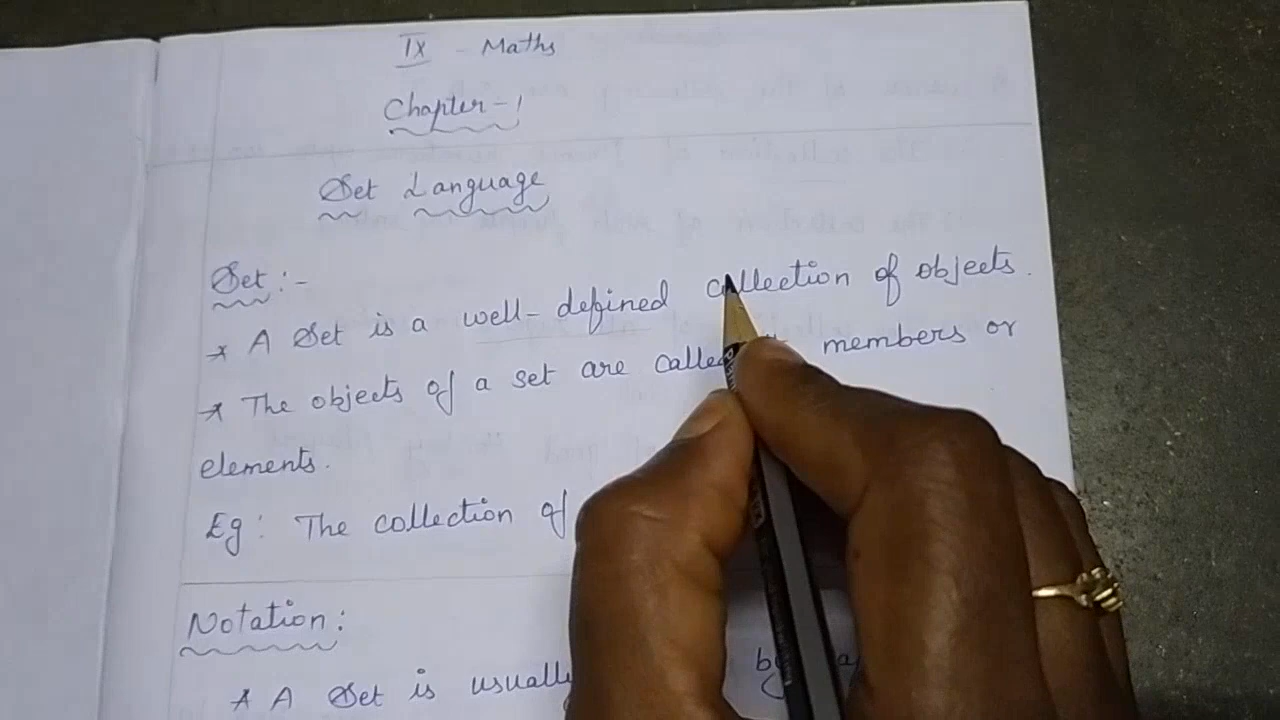 IX - Maths
Chapter - 1
Set Language
Set :-
* A Set is a well-defined collection of objects.
* The objects of a set are called members or
elements.
Eg: The collection of
Notation:
* A Set is usually by